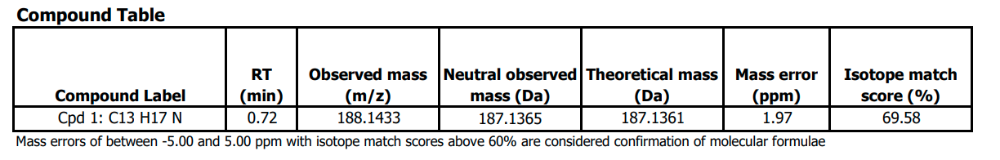 Compound Table
Compound Label RT (min) Observed mass (m/z) Neutral observed mass (Da) Theoretical mass (Da) Mass error (ppm) Isotope match score (%)
Cpd 1: C13 H17 N 0.72 188.1433 187.1365 187.1361 1.97 69.58
Mass errors of between -5.00 and 5.00 ppm with isotope match scores above 60% are considered confirmation of molecular formulae